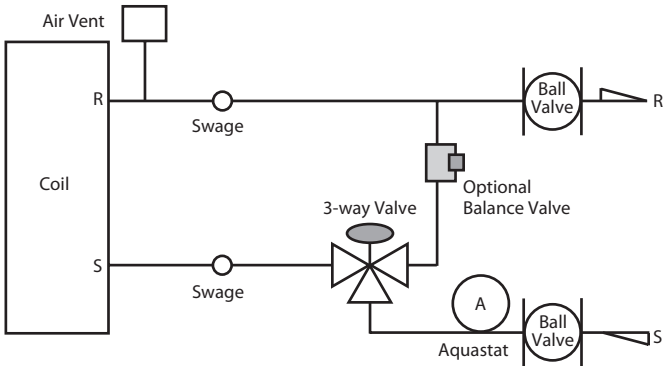 Air Vent
R
Swage
Ball
Valve
R
Coil
Optional
Balance Valve
3-way Valve
S
Swage
A
Aquastat
Ball
Valve
S